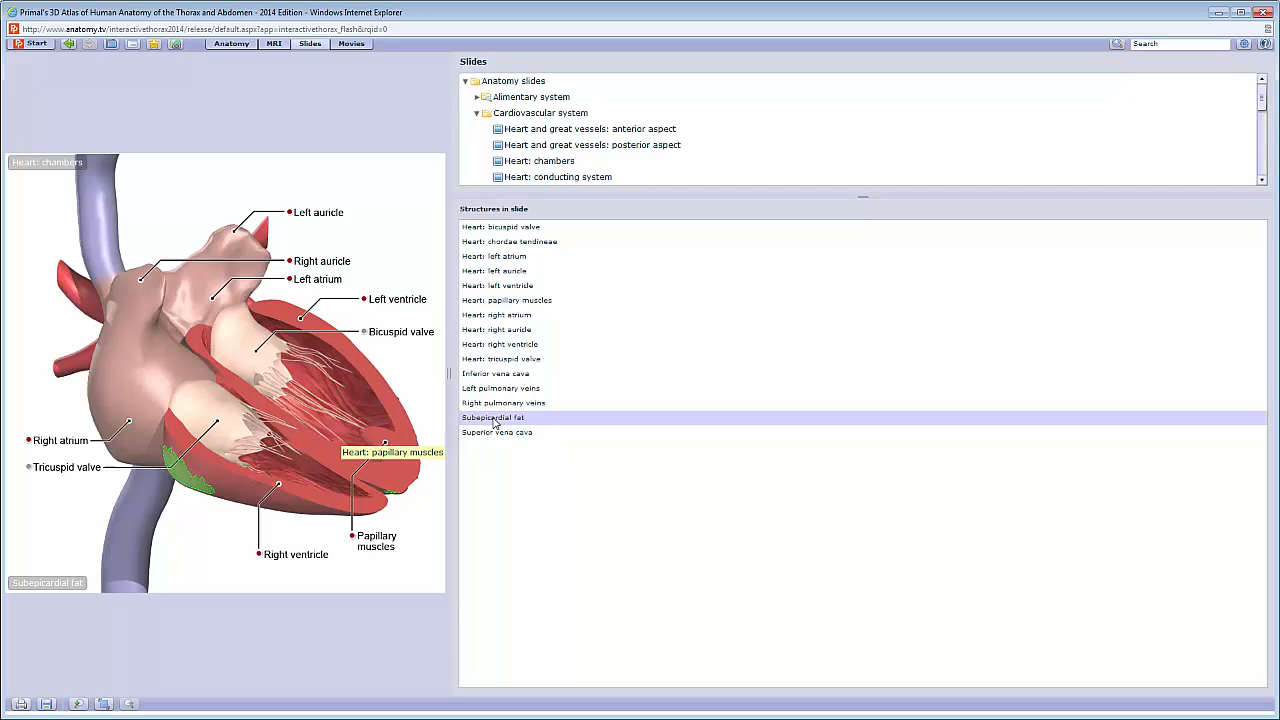 Primal's 3D Atlas of Human Anatomy of the Thorax and Abdomen - 2014 Edition - Windows Internet Explorer
http://www.anatomy.tv/interactivethorax2014/release/default.aspx?app=interactivethorax_flash&rqid=0
Start
Anatomy
MRI
Slides
Movies
Search
Slides
Anatomy slides
Alimentary system
Cardiovascular system
Heart and great vessels: anterior aspect
Heart and great vessels: posterior aspect
Heart: chambers
Heart: conducting system
Heart: chambers
Left auricle
Right auricle
Left atrium
Left ventricle
Bicuspid valve
Right atrium
Tricuspid valve
Heart: papillary muscles
Papillary
muscles
Right ventricle
Subepicardial fat
Structures in slide
Heart: bicuspid valve
Heart: chordae tendineae
Heart: left atrium
Heart: left auricle
Heart: left ventricle
Heart: papillary muscles
Heart: right atrium
Heart: right auricle
Heart: right ventricle
Heart: tricuspid valve
Inferior vena cava
Left pulmonary veins
Right pulmonary veins
Subepicardial fat
Superior vena cava